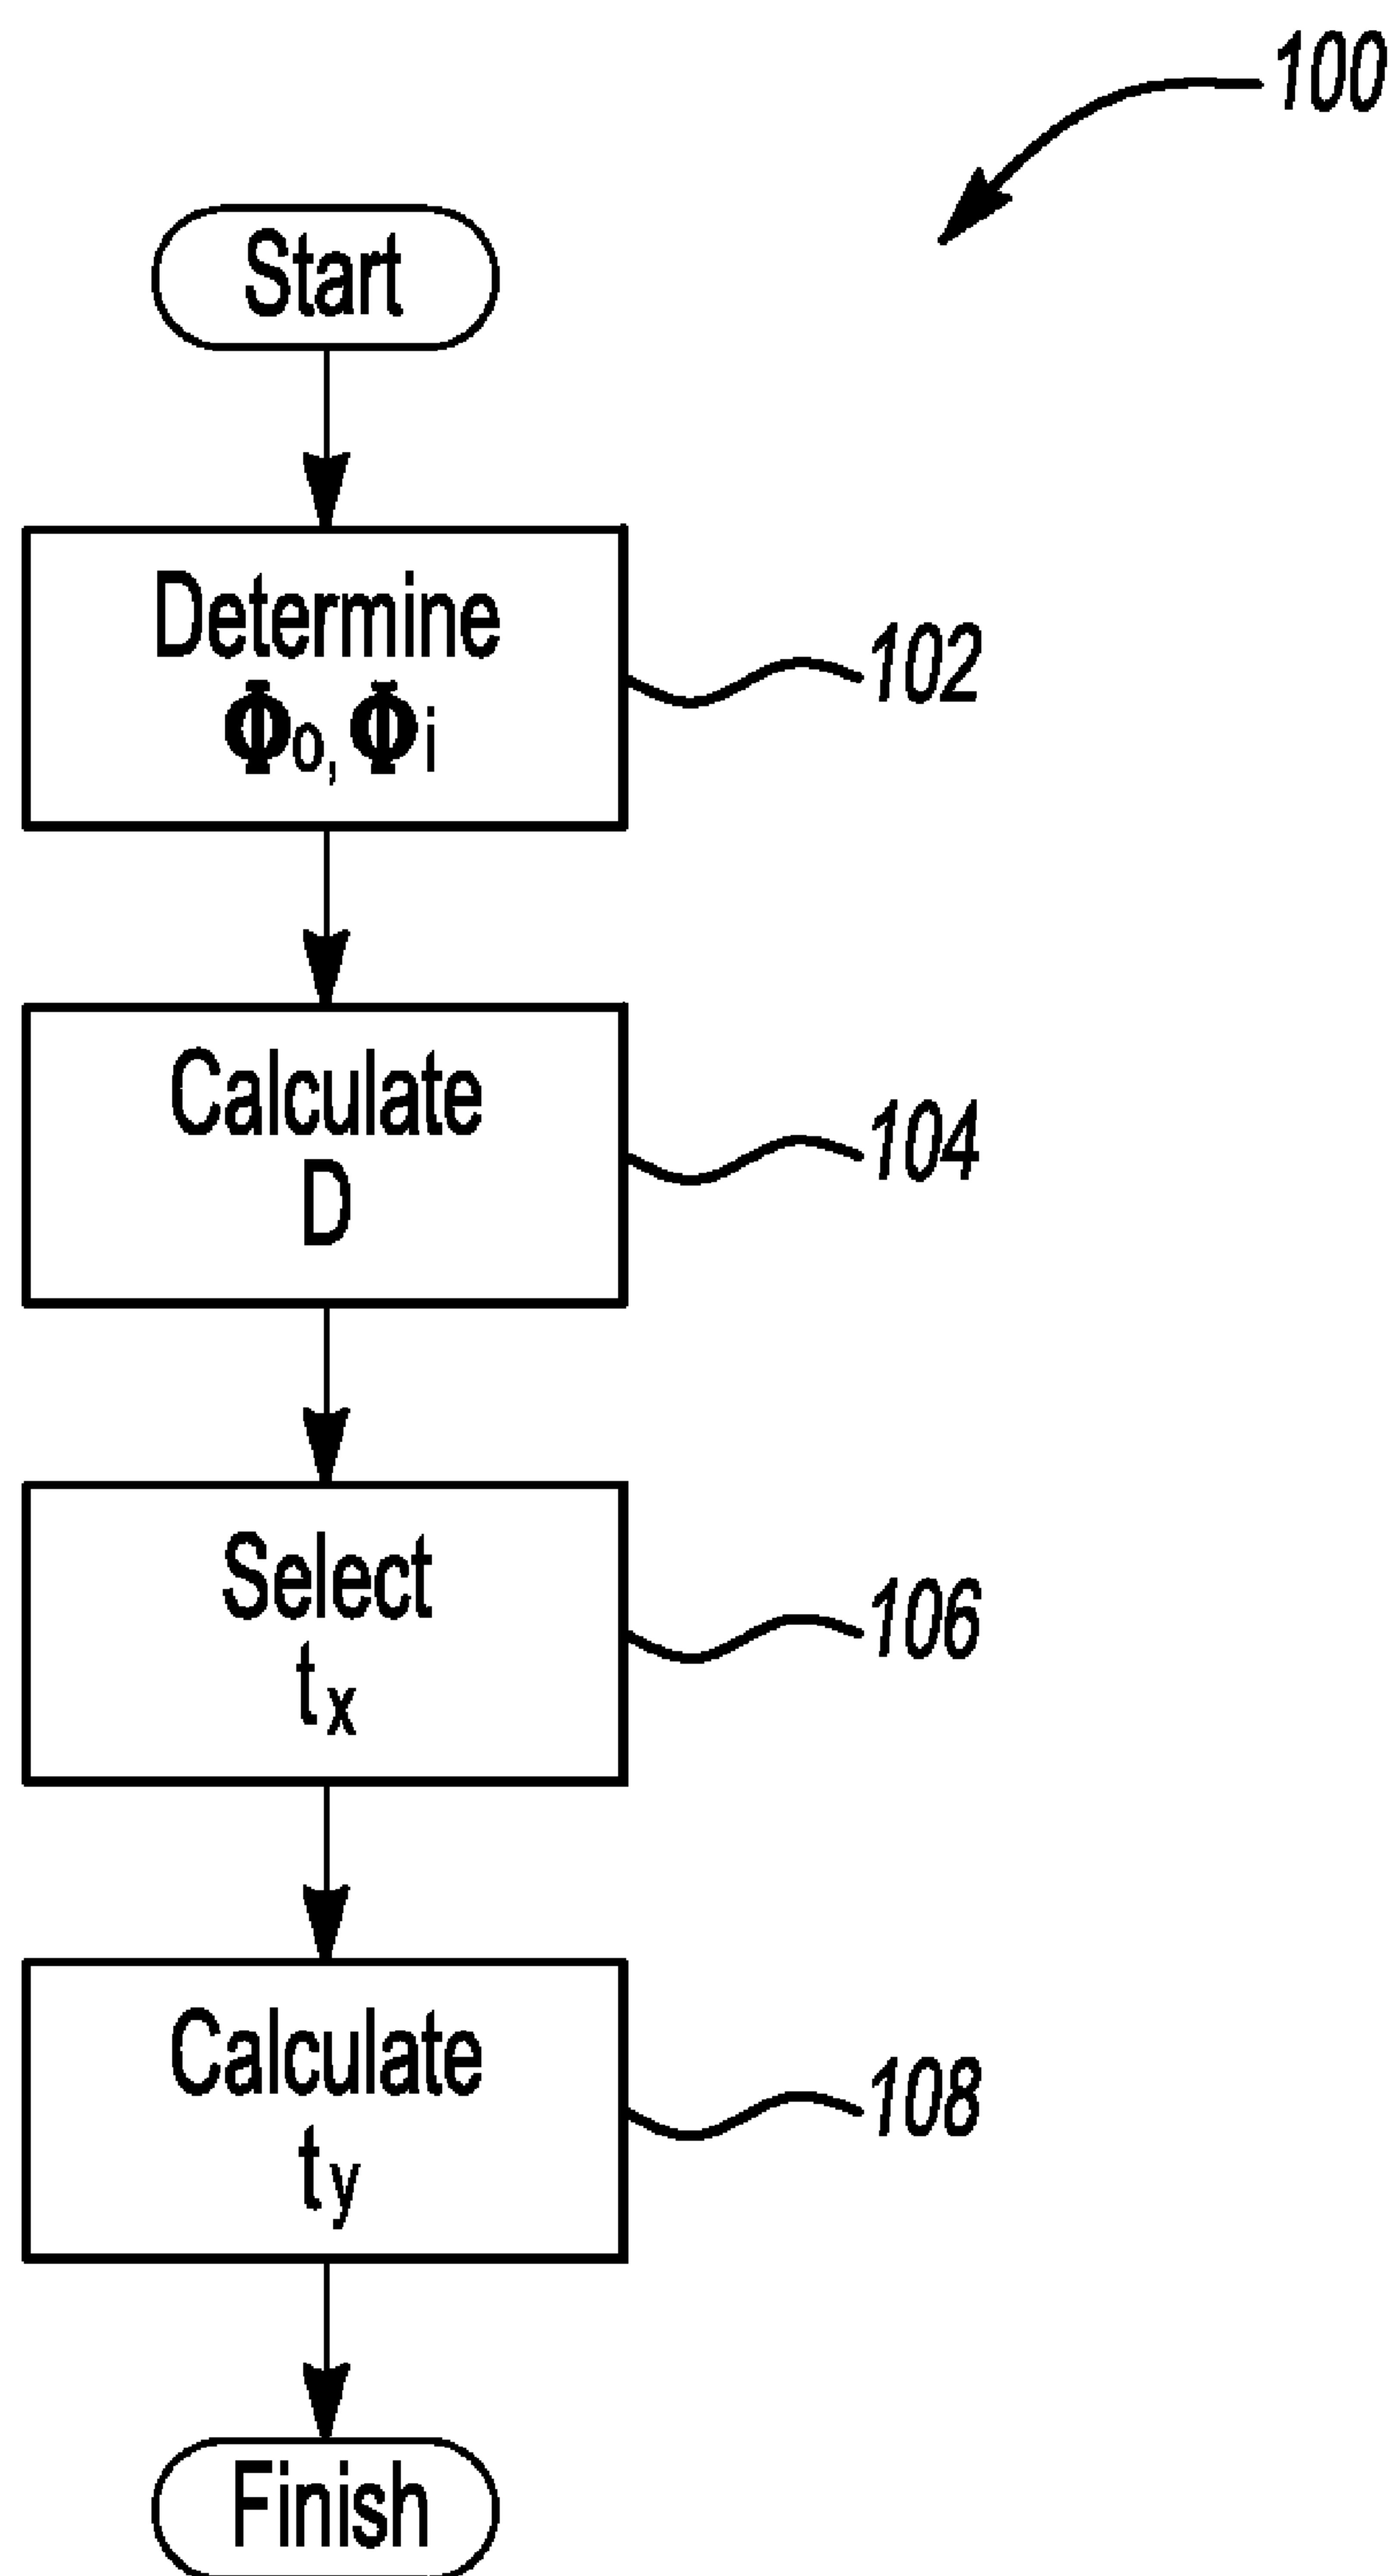 100
Start
Determine
Φo, Φi
102
Calculate
D
104
Select
tx
106
Calculate
ty
108
Finish